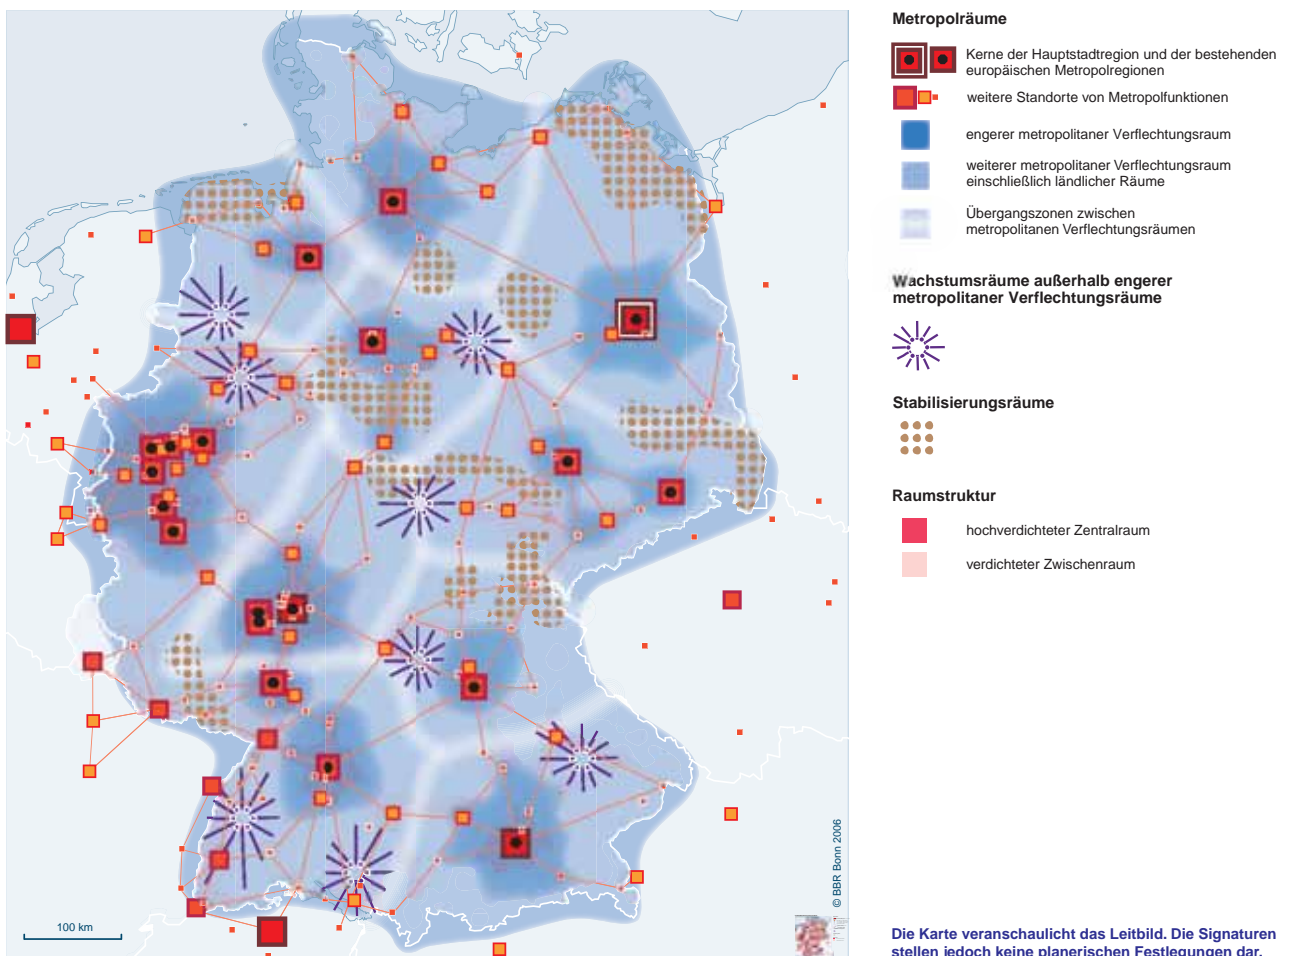 Metropolräume
Kerne der Hauptstadtregion und der bestehenden
europäischen Metropolregionen
weitere Standorte von Metropolfunktionen
engerer metropolitaner Verflechtungsraum
weiterer metropolitaner Verflechtungsraum
einschließlich ländlicher Räume
Übergangszonen zwischen
metropolitanen Verflechtungsräumen
Wachstumsräume außerhalb engerer
metropolitaner Verflechtungsräume
Stabilisierungsräume
Raumstruktur
hochverdichteter Zentralraum
verdichteter Zwischenraum
© BBR Bonn 2006
100 km
Die Karte veranschaulicht das Leitbild. Die Signaturen
stellen jedoch keine planerischen Festlegungen dar.